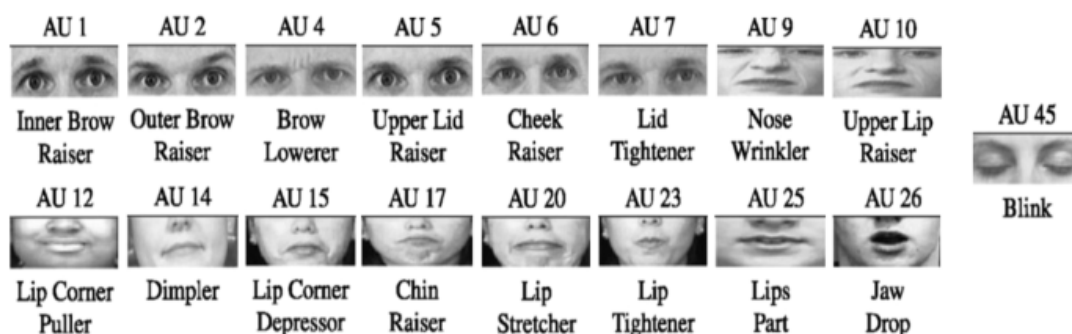 AU 1 AU 2 AU 4 AU 5 AU 6 AU 7 AU 9 AU 10
Inner Brow Raiser
Outer Brow Raiser
Brow Lowerer
Upper Lid Raiser
Cheek Raiser
Lid Tightener
Nose Wrinkler
Upper Lip Raiser
AU 45
Blink
AU 12 AU 14 AU 15 AU 17 AU 20 AU 23 AU 25 AU 26
Lip Corner Puller
Dimpler
Lip Corner Depressor
Chin Raiser
Lip Stretcher
Lip Tightener
Lips Part
Jaw Drop